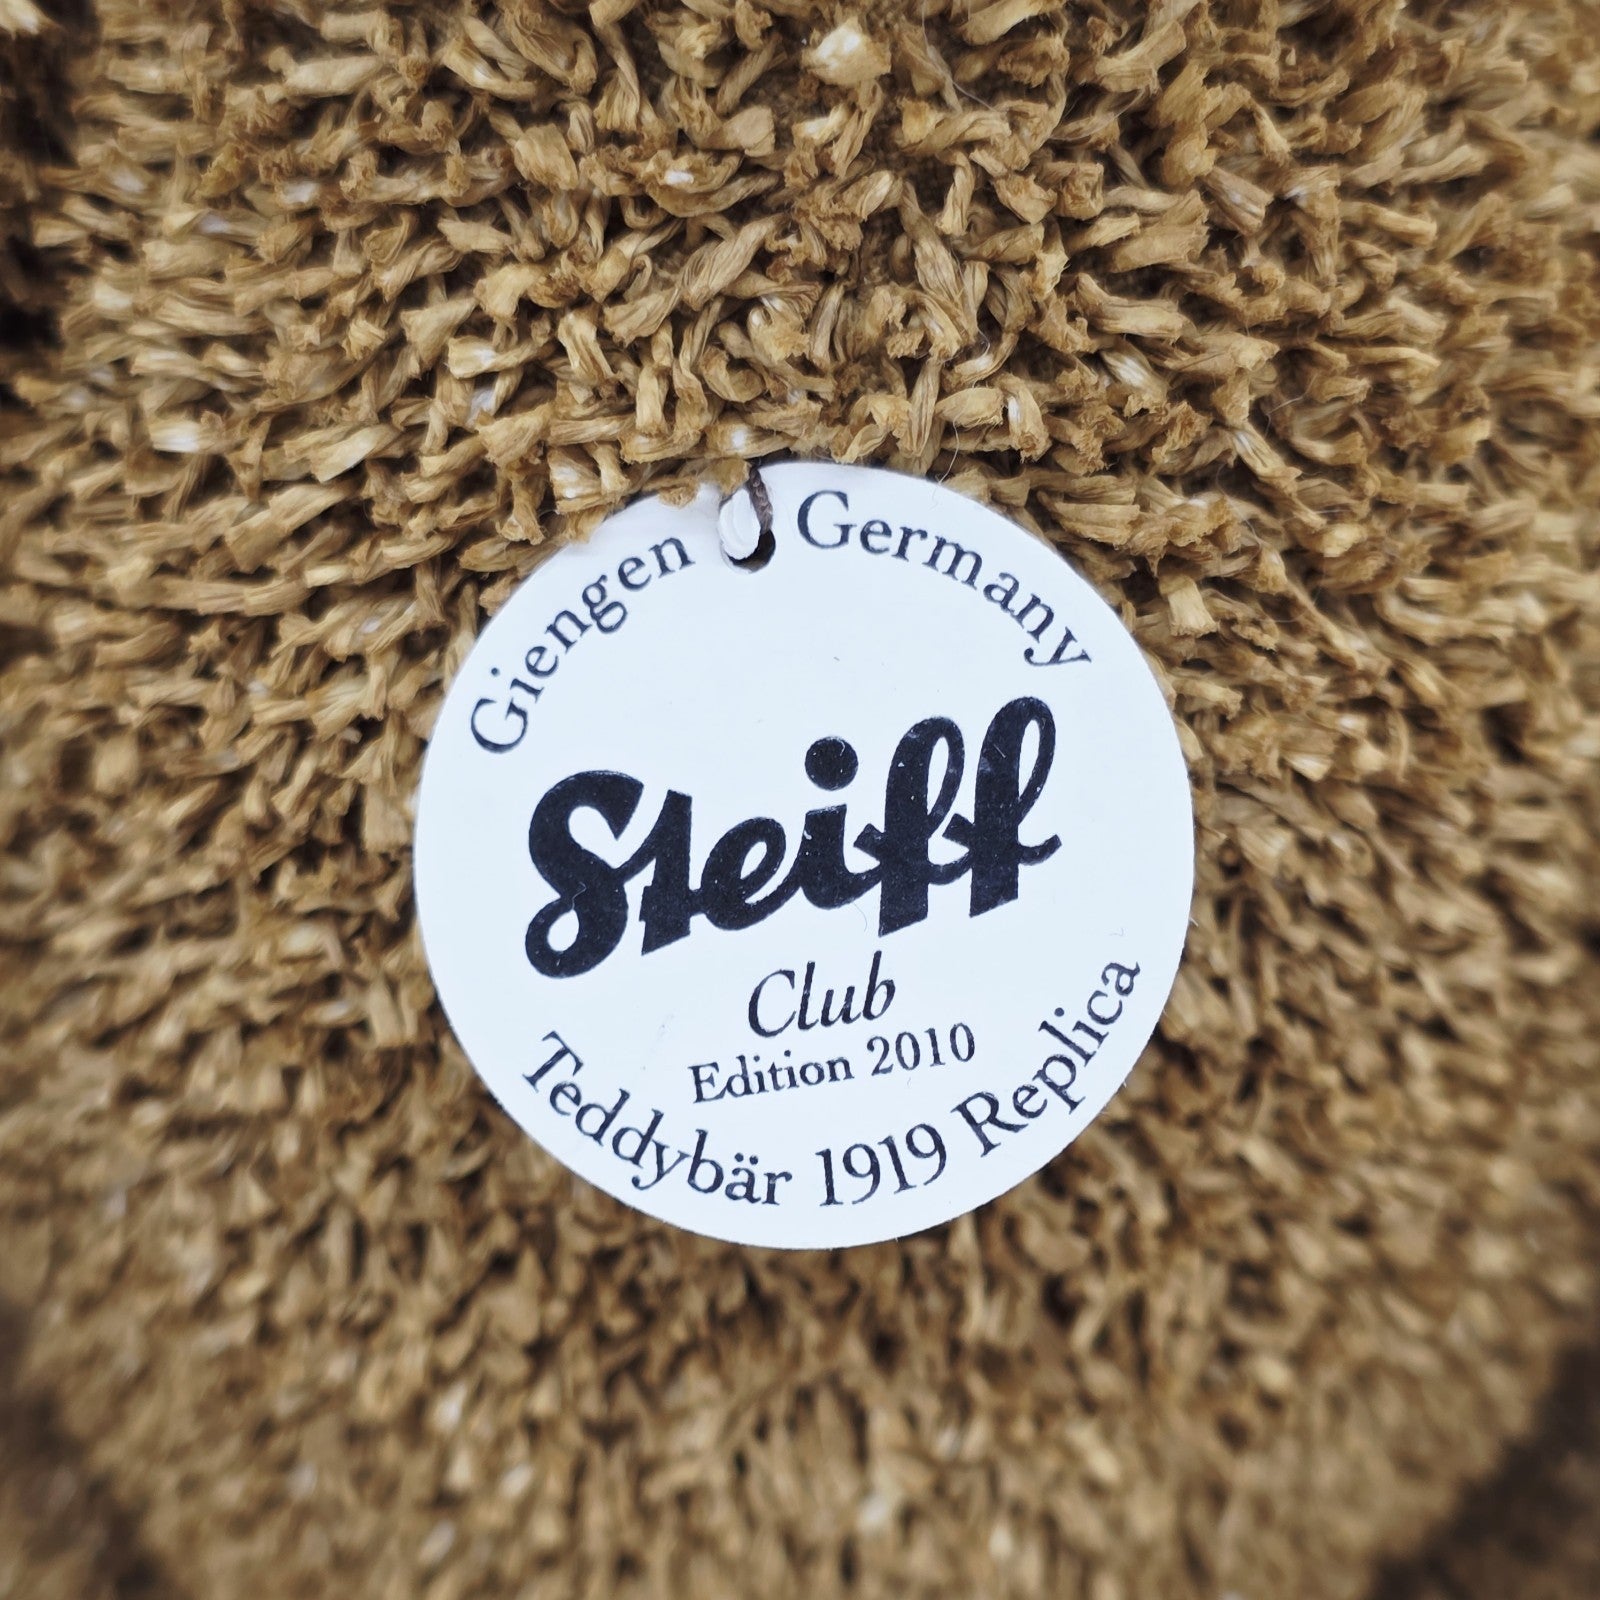 Giengen Germany
Steiff
Club
Edition 2010
Teddybär 1919 Replica